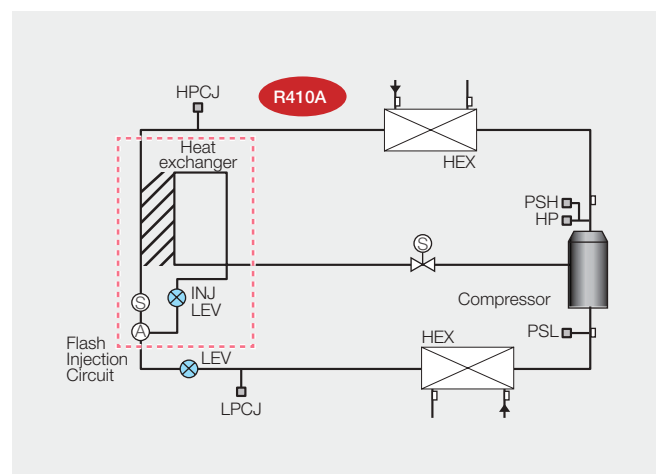 HPCJ
R410A
Heat
exchanger
HEX
PSH
HP
S
Compressor
S
INJ
LEV
A
HEX
PSL
Flash
Injection
Circuit
LEV
LPCJ